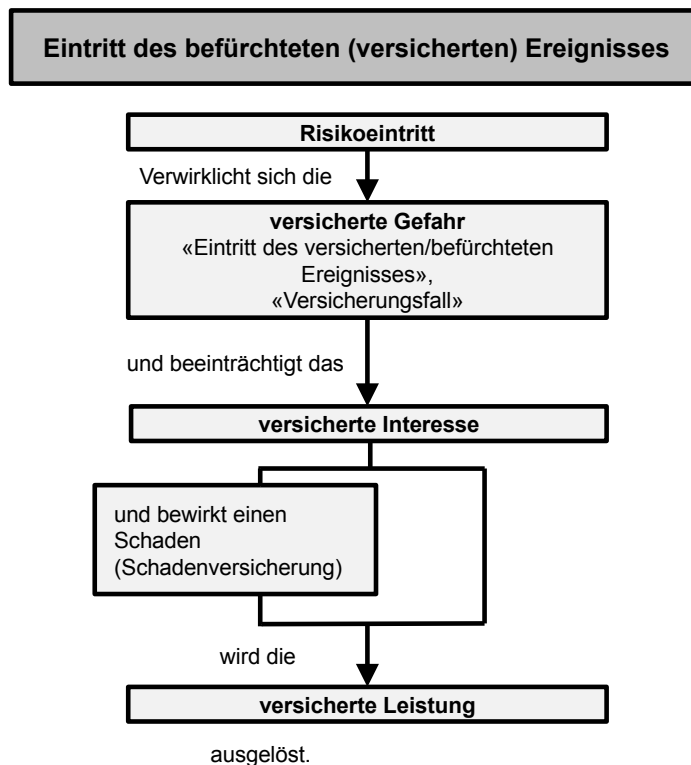 Eintritt des befürchteten (versicherten) Ereignisses
Risikoeintritt
Verwirklicht sich die
versicherte Gefahr
«Eintritt des versicherten/befürchteten
Ereignisses»,
«Versicherungsfall»
und beeinträchtigt das
versicherte Interesse
und bewirkt einen
Schaden
(Schadenversicherung)
wird die
versicherte Leistung
ausgelöst.